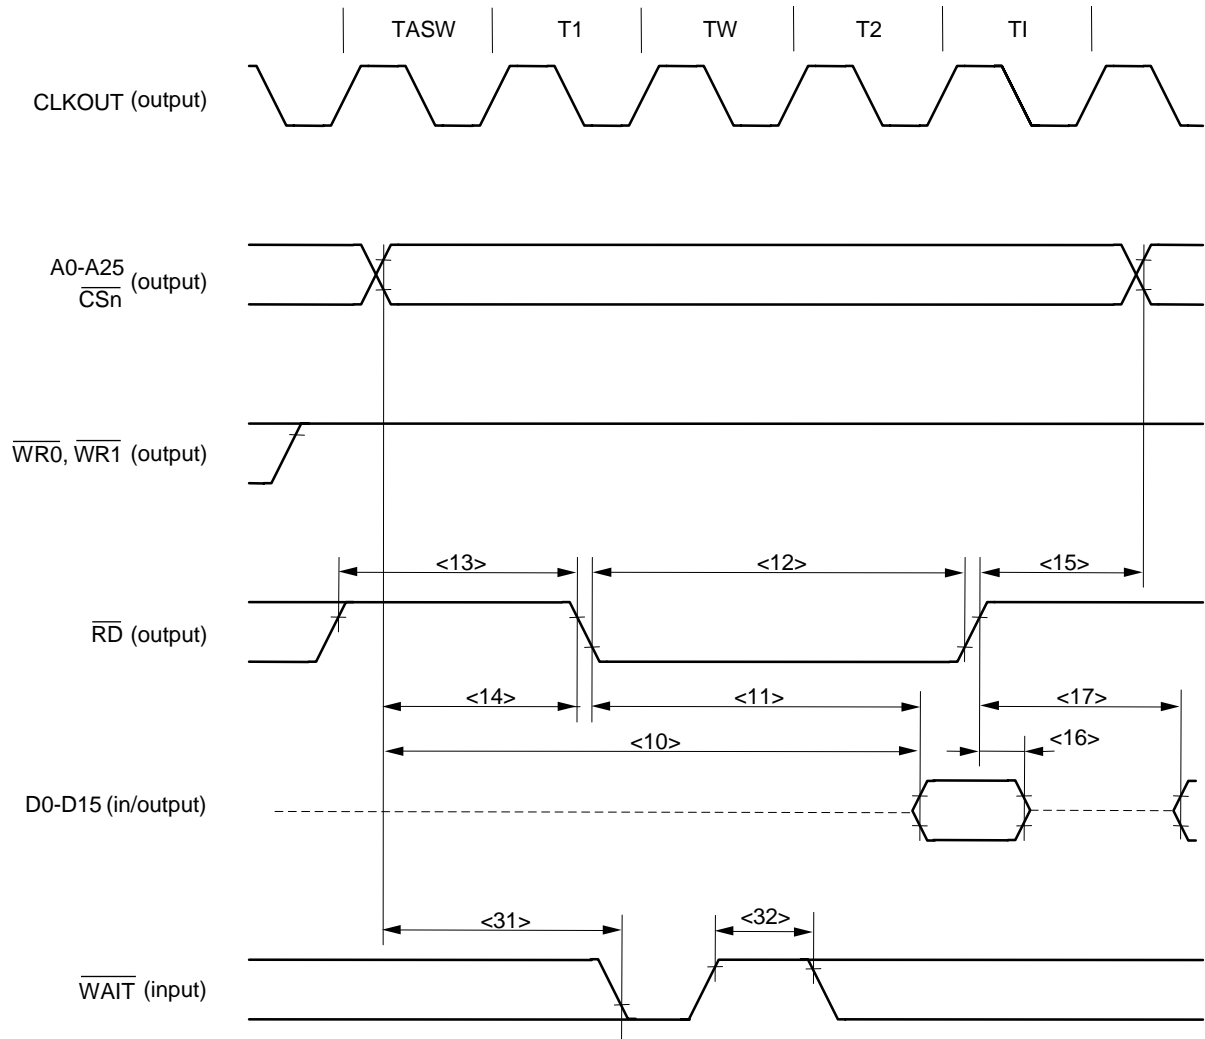 TASW T1 TW T2 TI
CLKOUT (output)
A0-A25
CSn (output)
WR0, WR1 (output)
<13> <12> <15>
RD (output)
<14> <11> <17>
<10> <16>
D0-D15 (in/output)
<31> <32>
WAIT (input)